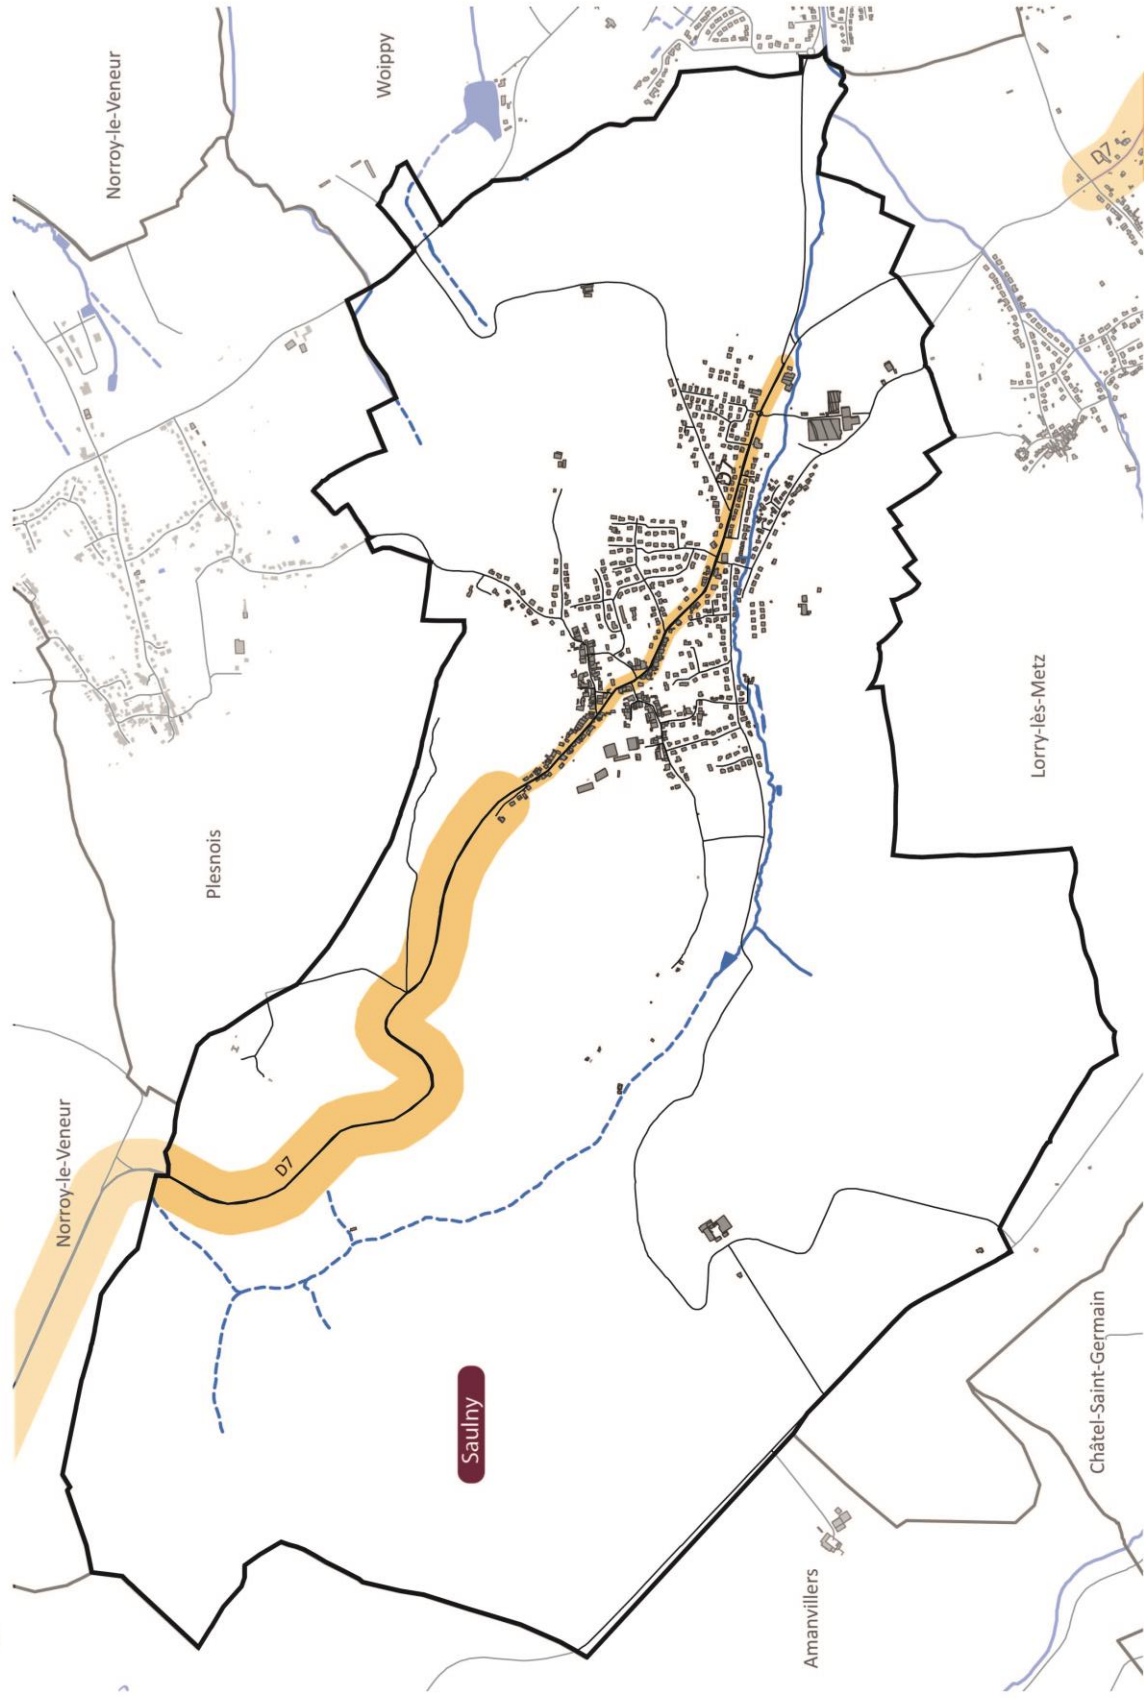 Norroy-le-Veneur
Plesnois
Norroy-le-Veneur
Woippy
D7
D7
Saulny
D7
Lorry-lès-Metz
Châtel-Saint-Germain
Amanvillers
D7